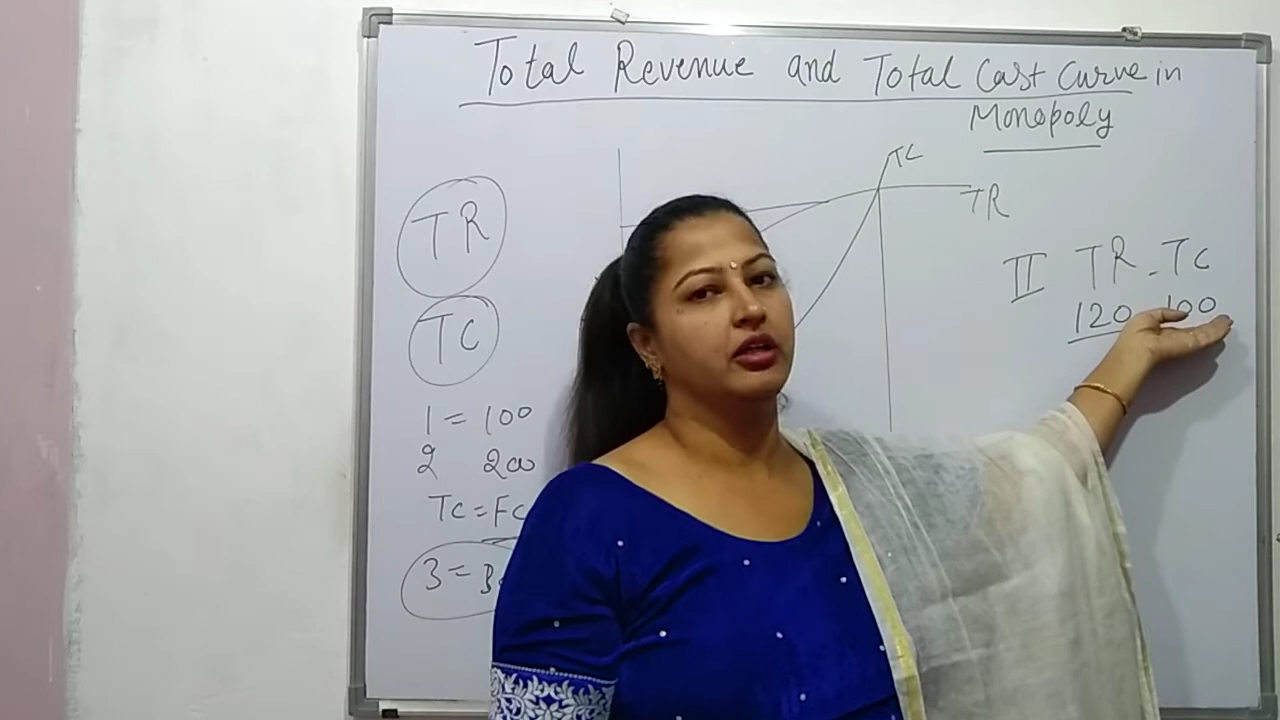 Total Revenue and Total Cast Curve in
Monopoly
TC
TR
TR
TC
II TR - Tc
120 100
1 = 100
2 200
Tc = FC
3 =